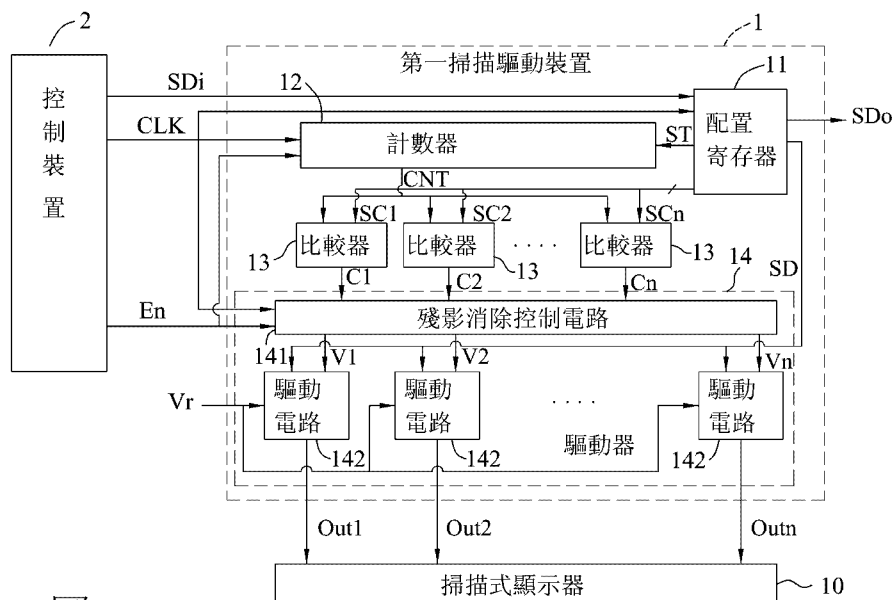 2
1
第一掃描驅動裝置
11
12
控制裝置
SDi
CLK
計數器
ST
配置
寄存器
SDo
CNT
SC1
SC2
SCn
13
比較器
比較器
13
····
比較器
13
14
C1
C2
Cn
SD
En
殘影消除控制電路
141
V1
V2
Vn
Vr
驅動
電路
驅動
電路
····
驅動
電路
142
142
驅動器
142
Out1
Out2
Outn
掃描式顯示器
10